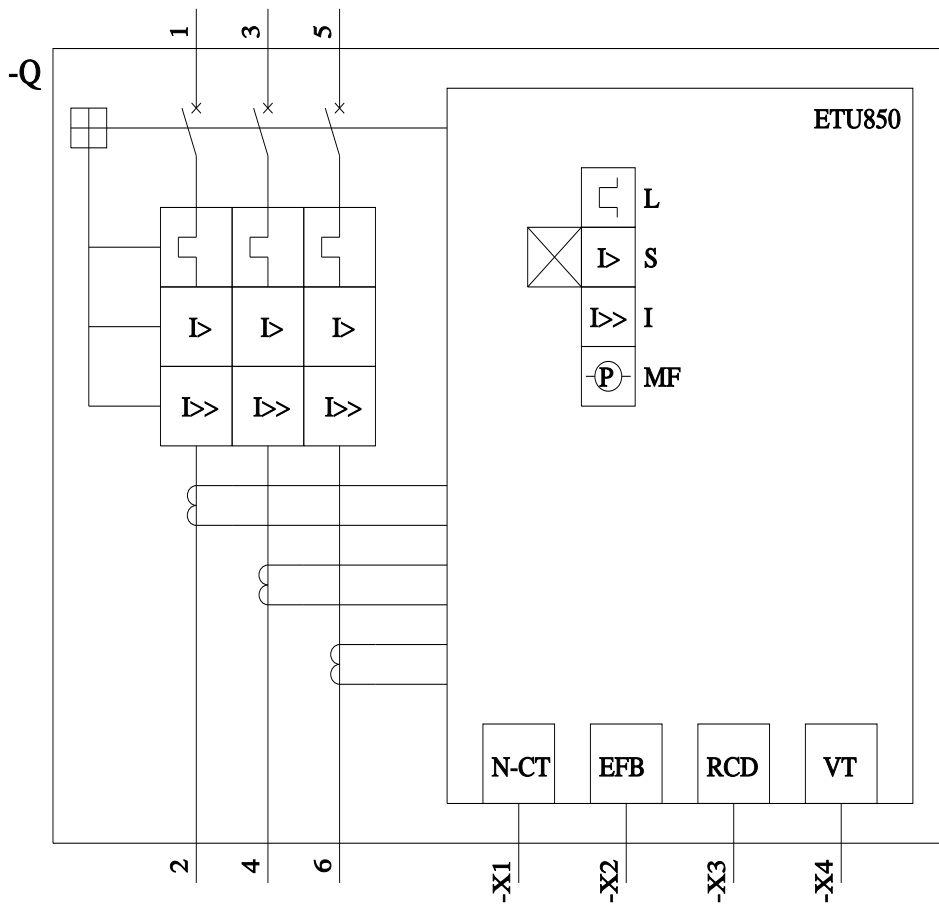 1 3 5
-Q
ETU850
L
I> S
I>> I
P MF
I> I> I>
I>> I>> I>>
N-CT EFB RCD VT
2 4 6 -X1 -X2 -X3 -X4